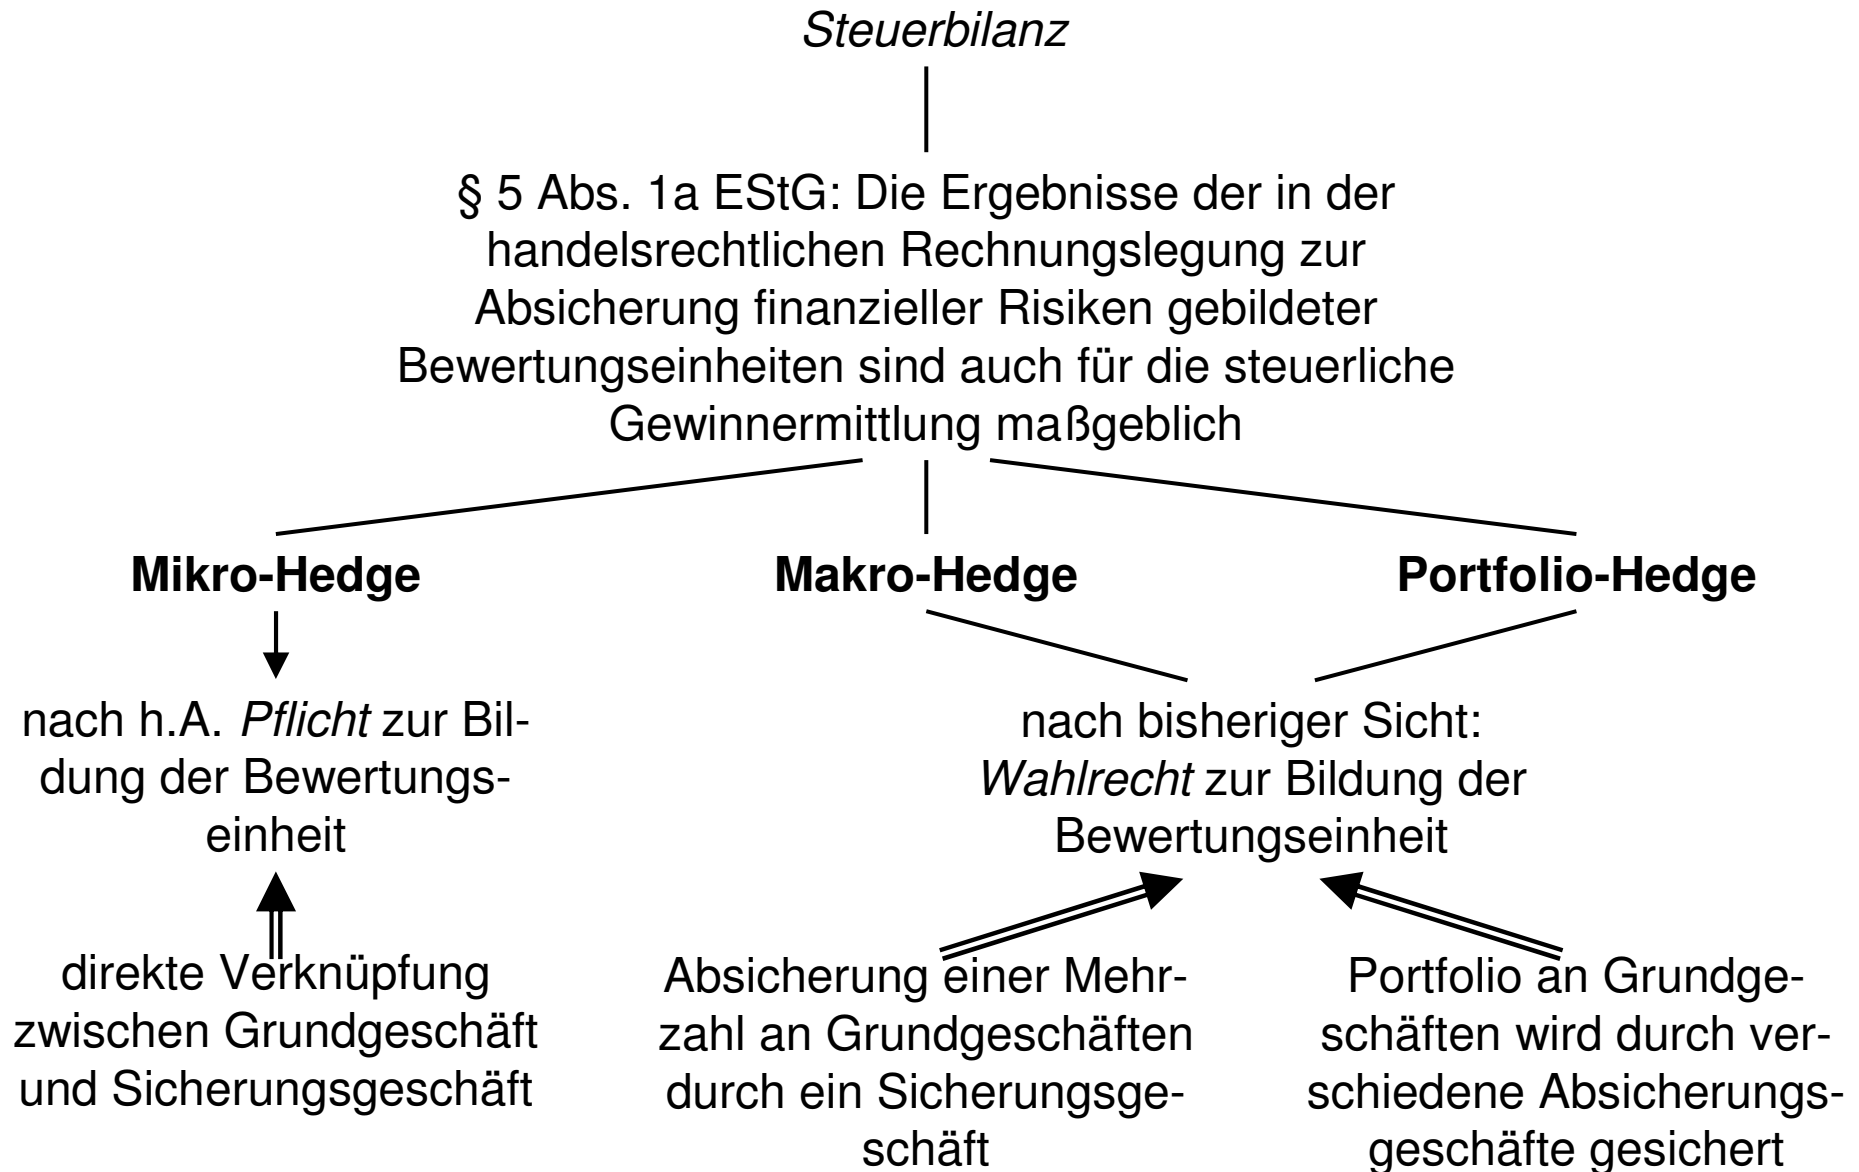 Steuerbilanz
§ 5 Abs. 1a EStG: Die Ergebnisse der in der
handelsrechtlichen Rechnungslegung zur
Absicherung finanzieller Risiken gebildeter
Bewertungseinheiten sind auch für die steuerliche
Gewinnermittlung maßgeblich
Mikro-Hedge
Makro-Hedge
Portfolio-Hedge
nach h.A. Pflicht zur Bil-
dung der Bewertungs-
einheit
nach bisheriger Sicht:
Wahlrecht zur Bildung der
Bewertungseinheit
direkte Verknüpfung
zwischen Grundgeschäft
und Sicherungsgeschäft
Absicherung einer Mehr-
zahl an Grundgeschäften
durch ein Sicherungsge-
schäft
Portfolio an Grundge-
schäften wird durch ver-
schiedene Absicherungs-
geschäfte gesichert